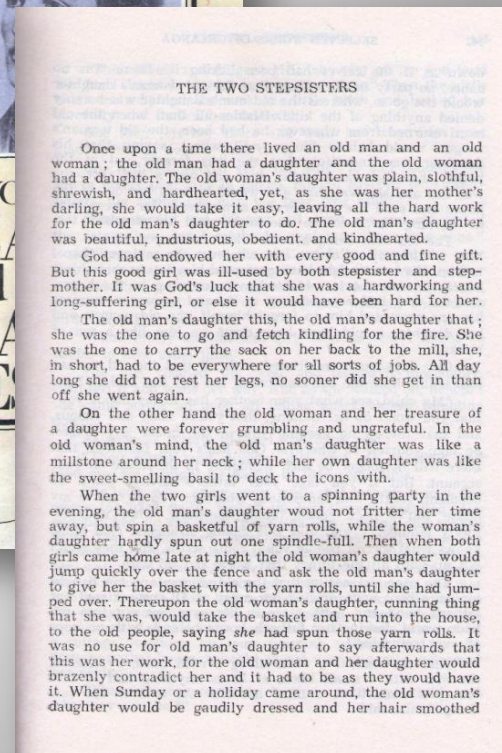 THE TWO STEPSISTERS
Once upon a time there lived an old man and an old
woman ; the old man had a daughter and the old woman
had a daughter. The old woman's daughter was plain, slothful,
shrewish, and hardhearted, yet, as she was her mother's
darling, she would take it easy, leaving all the hard work
for the old man's daughter to do. The old man's daughter
was beautiful, industrious, obedient. and kindhearted.
God had endowed her with every good and fine gift.
But this good girl was ill-used by both stepsister and step-
mother. It was God's luck that she was a hardworking and
long-suffering girl, or else it would have been hard for her.
The old man's daughter this, the old man's daughter that ;
she was the one to go and fetch kindling for the fire. She
was the one to carry the sack on her back to the mill, she,
in short, had to be everywhere for all sorts of jobs. All day
long she did not rest her legs, no sooner did she get in than
off she went again.
On the other hand the old woman and her treasure of
a daughter were forever grumbling and ungrateful. In the
old woman's mind, the old man's daughter was like a
millstone around her neck ; while her own daughter was like
the sweet-smelling basil to deck the icons with.
When the two girls went to a spinning party in the
evening, the old man's daughter woud not fritter her time
away, but spin a basketful of yarn rolls, while the woman's
daughter hardly spun out one spindle-full. Then when both
girls came home late at night the old woman's daughter would
jump quickly over the fence and ask the old man's daughter
to give her the basket with the yarn rolls, until she had jum-
ped over. Thereupon the old woman's daughter, cunning thing
that she was, would take the basket and run into the house,
to the old people, saying she had spun those yarn rolls. It
was no use for old man's daughter to say afterwards that
this was her work, for the old woman and her daughter would
brazenly contradict her and it had to be as they would have
it. When Sunday or a holiday came around, the old woman's
daughter would be gaudily dressed and her hair smoothed